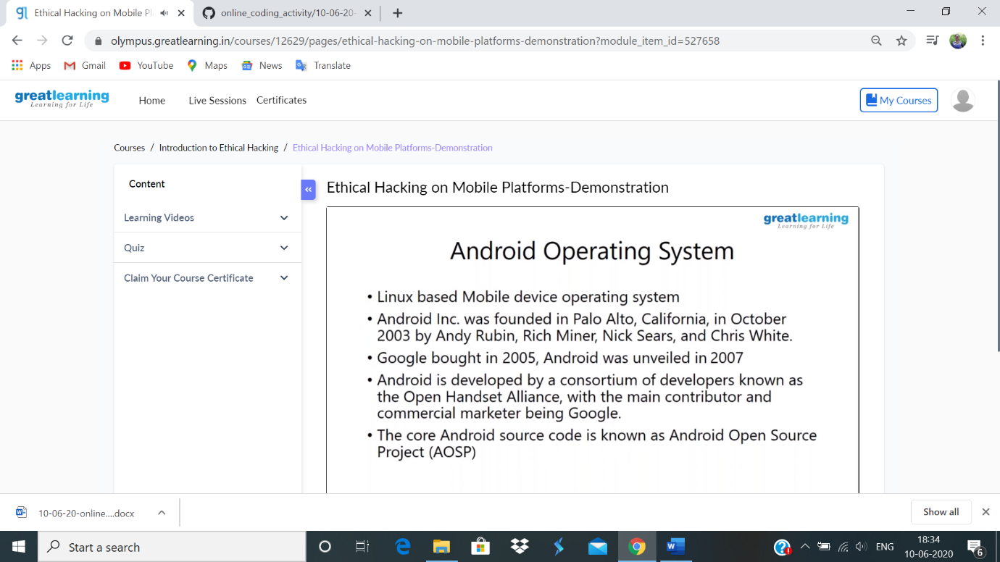 Ethical Hacking on Mobile Pl
online_coding_activity/10-06-20-
olympus.greatlearning.in/courses/12629/pages/ethical-hacking-on-mobile-platforms-demonstration?module_item_id=527658
Apps Gmail YouTube Maps News Translate
greatlearning
Learning for Life
Home Live Sessions Certificates My Courses
Courses / Introduction to Ethical Hacking / Ethical Hacking on Mobile Platforms-Demonstration
Content
Learning Videos
Quiz
Claim Your Course Certificate
«
Ethical Hacking on Mobile Platforms-Demonstration
greatlearning
Learning for Life
Android Operating System
• Linux based Mobile device operating system
• Android Inc. was founded in Palo Alto, California, in October
2003 by Andy Rubin, Rich Miner, Nick Sears, and Chris White.
• Google bought in 2005, Android was unveiled in 2007
• Android is developed by a consortium of developers known as
the Open Handset Alliance, with the main contributor and
commercial marketer being Google.
• The core Android source code is known as Android Open Source
Project (AOSP)
10-06-20-online....docx
Show all
Start a search
ENG
18:34
10-06-2020
6